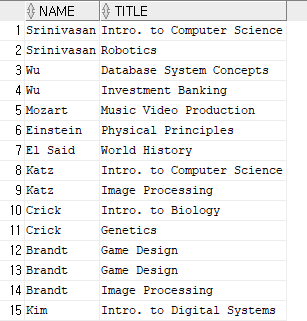 NAME TITLE
1 Srinivasan Intro. to Computer Science
2 Srinivasan Robotics
3 Wu Database System Concepts
4 Wu Investment Banking
5 Mozart Music Video Production
6 Einstein Physical Principles
7 El Said World History
8 Katz Intro. to Computer Science
9 Katz Image Processing
10 Crick Intro. to Biology
11 Crick Genetics
12 Brandt Game Design
13 Brandt Game Design
14 Brandt Image Processing
15 Kim Intro. to Digital Systems